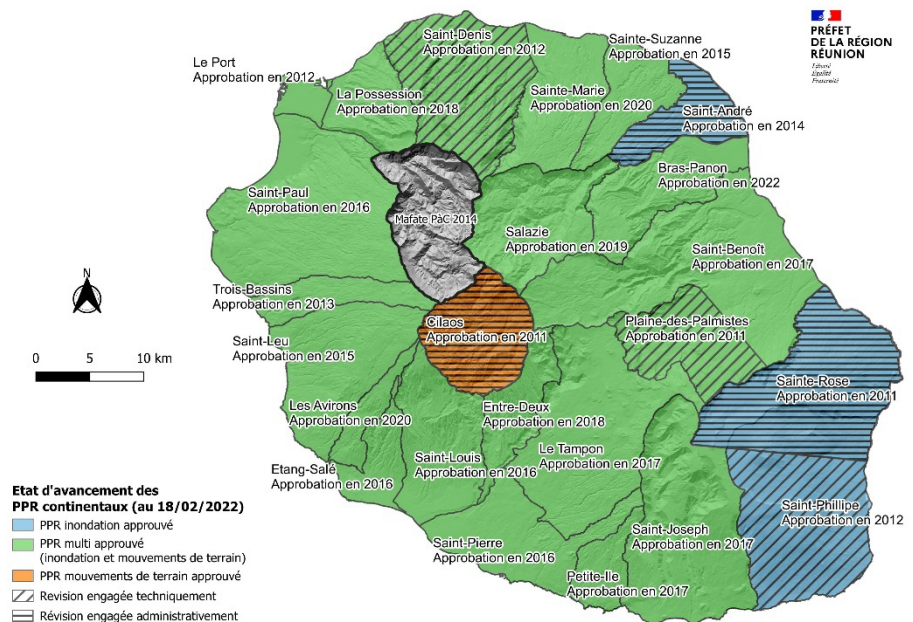 PRÉFET
DE LA RÉGION
RÉUNION
Liberté
Égalité
Fraternité
Saint-Denis
Approbation en 2012
Sainte-Suzanne
Approbation en 2015
Le Port
Approbation en 2012
La Possession
Approbation en 2018
Sainte-Marie
Approbation en 2020
Saint-André
Approbation en 2014
Bras-Panon
Approbation en 2022
Saint-Paul
Approbation en 2016
Mafate PàC 2014
Salazie
Approbation en 2019
Saint-Benoît
Approbation en 2017
N
Trois-Bassins
Approbation en 2013
Cilaos
Approbation en 2011
Plaine-des-Palmistes
Approbation en 2011
Saint-Leu
Approbation en 2015
0 5 10 km
Sainte-Rose
Approbation en 2011
Les Avirons
Approbation en 2020
Entre-Deux
Approbation en 2018
Le Tampon
Approbation en 2017
Saint-Louis
Approbation en 2016
Etang-Salé
Approbation en 2016
Saint-Phillipe
Approbation en 2012
Saint-Joseph
Approbation en 2017
Saint-Pierre
Approbation en 2016
Petite-Ile
Approbation en 2017
Etat d'avancement des
PPR continentaux (au 18/02/2022)
PPR inondation approuvé
PPR multi approuvé
(inondation et mouvements de terrain)
PPR mouvements de terrain approuvé
Revision engagée techniquement
Révision engagée administrativement